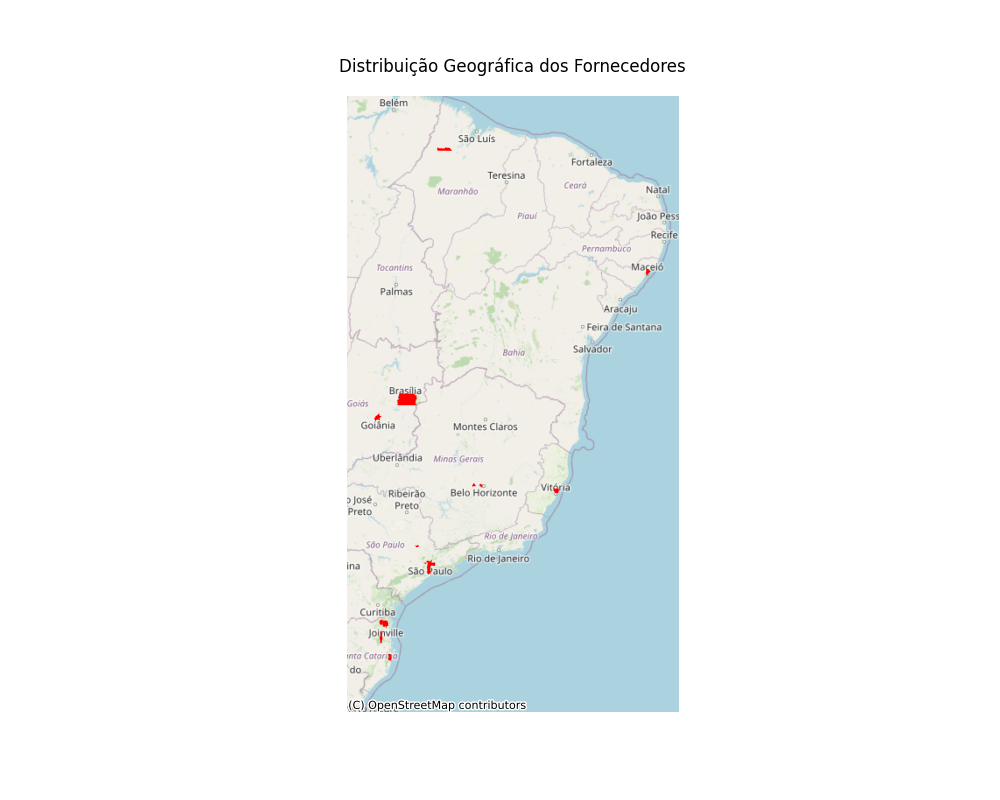 Distribuição Geográfica dos Fornecedores
Belém
São Luís
Fortaleza
Teresina
Ceará
Natal
Maranhão
João Pess
Piauí
Recife
Pernambuco
Tocantins
Maceió
Palmas
Aracaju
Feira de Santana
Salvador
Bahia
Brasília
Goiás
Goiânia
Montes Claros
Uberlândia
Minas Gerais
Vitória
Belo Horizonte
Ribeirão
Preto
o José
Preto
Rio de Janeiro
São Paulo
Rio de Janeiro
ina
São Paulo
Curitiba
Joinville
anta Catarina
do
(C) OpenStreetMap contributors